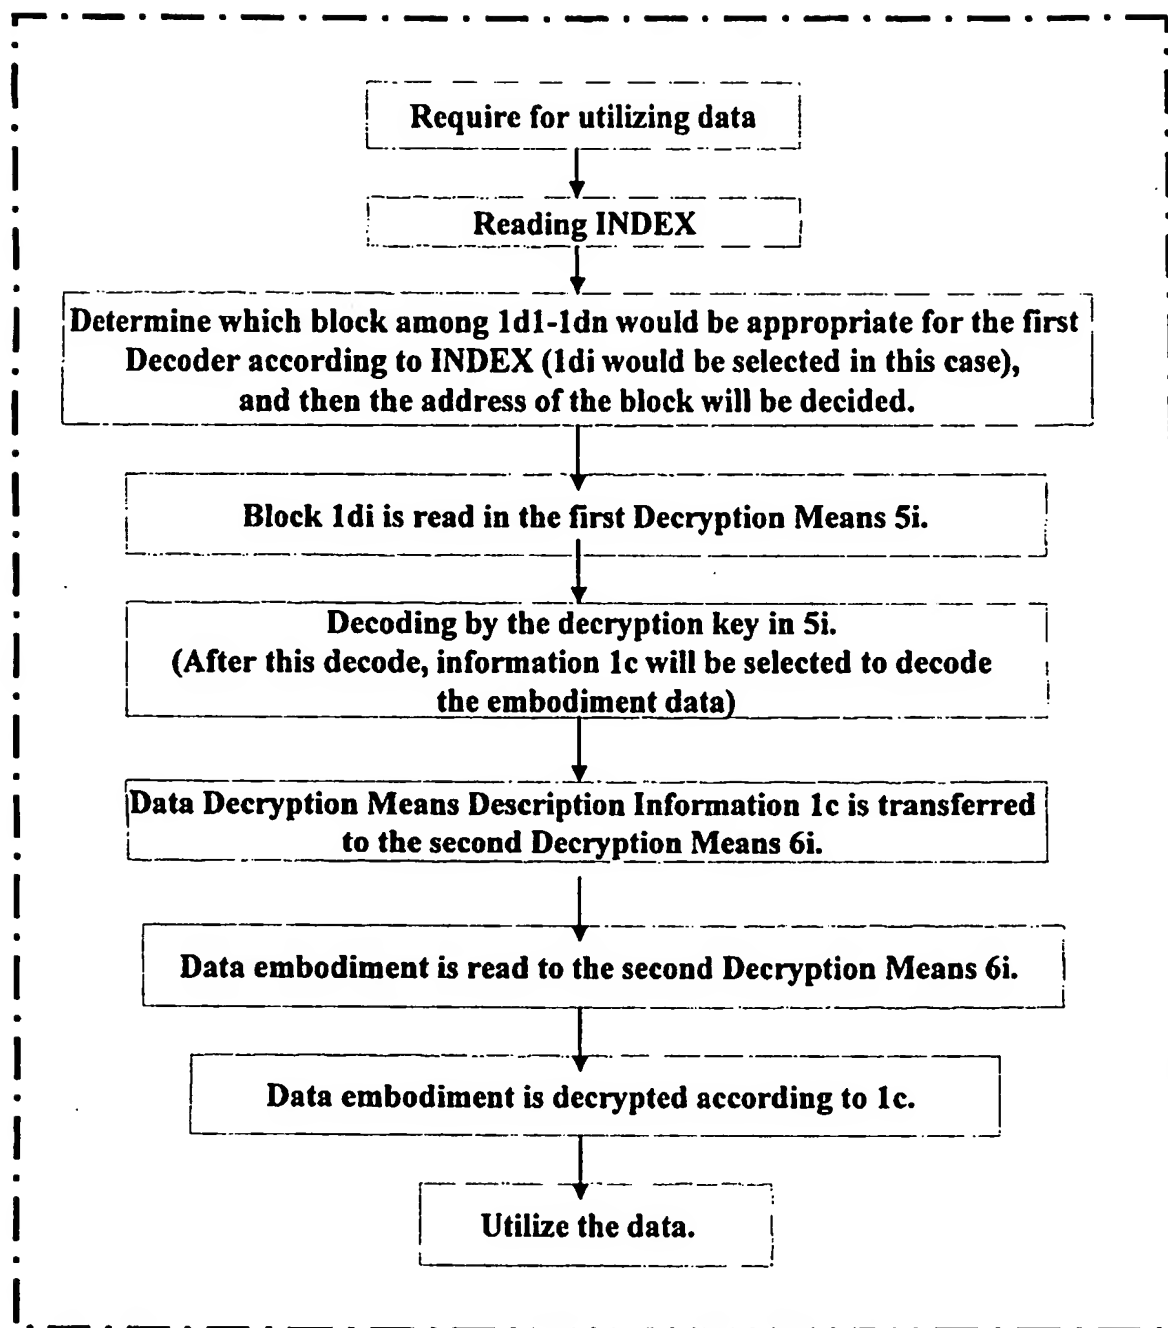 Require for utilizing data
Reading INDEX
Determine which block among 1d1-1dn would be appropriate for the first
Decoder according to INDEX (1di would be selected in this case),
and then the address of the block will be decided.
Block 1di is read in the first Decryption Means 5i.
Decoding by the decryption key in 5i.
(After this decode, information 1c will be selected to decode
the embodiment data)
Data Decryption Means Description Information 1c is transferred
to the second Decryption Means 6i.
Data embodiment is read to the second Decryption Means 6i.
Data embodiment is decrypted according to 1c.
Utilize the data.